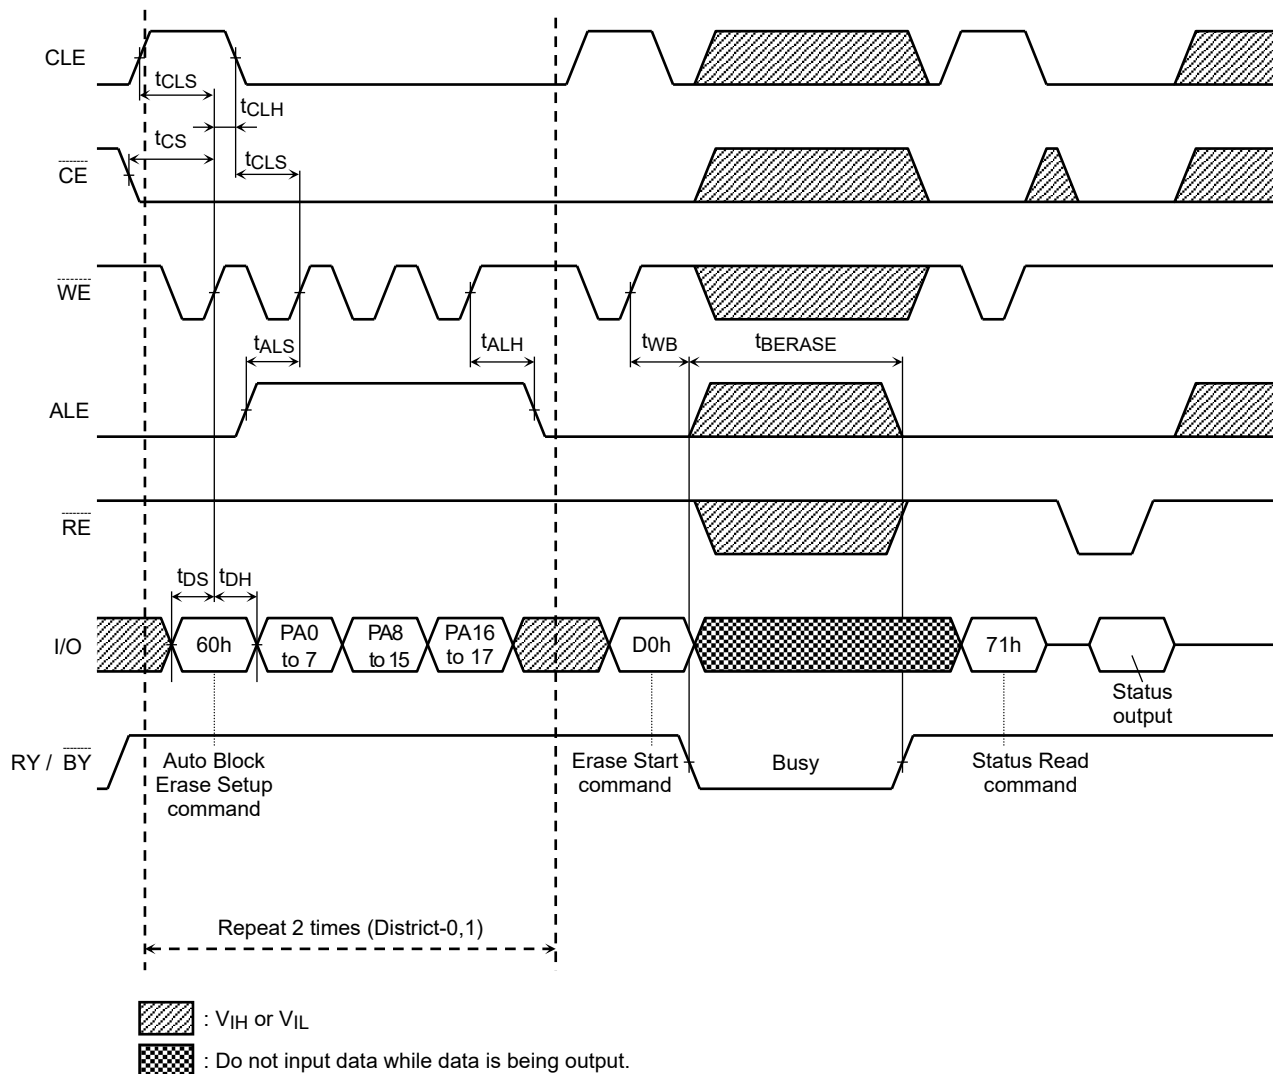 CLE
tCLS
tCLH
tCS
CE
tCLS
WE
tALS
tALH
tWB
tBERASE
ALE
RE
tDS
tDH
I/O
60h
PA0
to 7
PA8
to 15
PA16
to 17
D0h
71h
Status
output
RY / BY
Auto Block
Erase Setup
command
Erase Start
command
Busy
Status Read
command
Repeat 2 times (District-0,1)
: VIH or VIL
: Do not input data while data is being output.